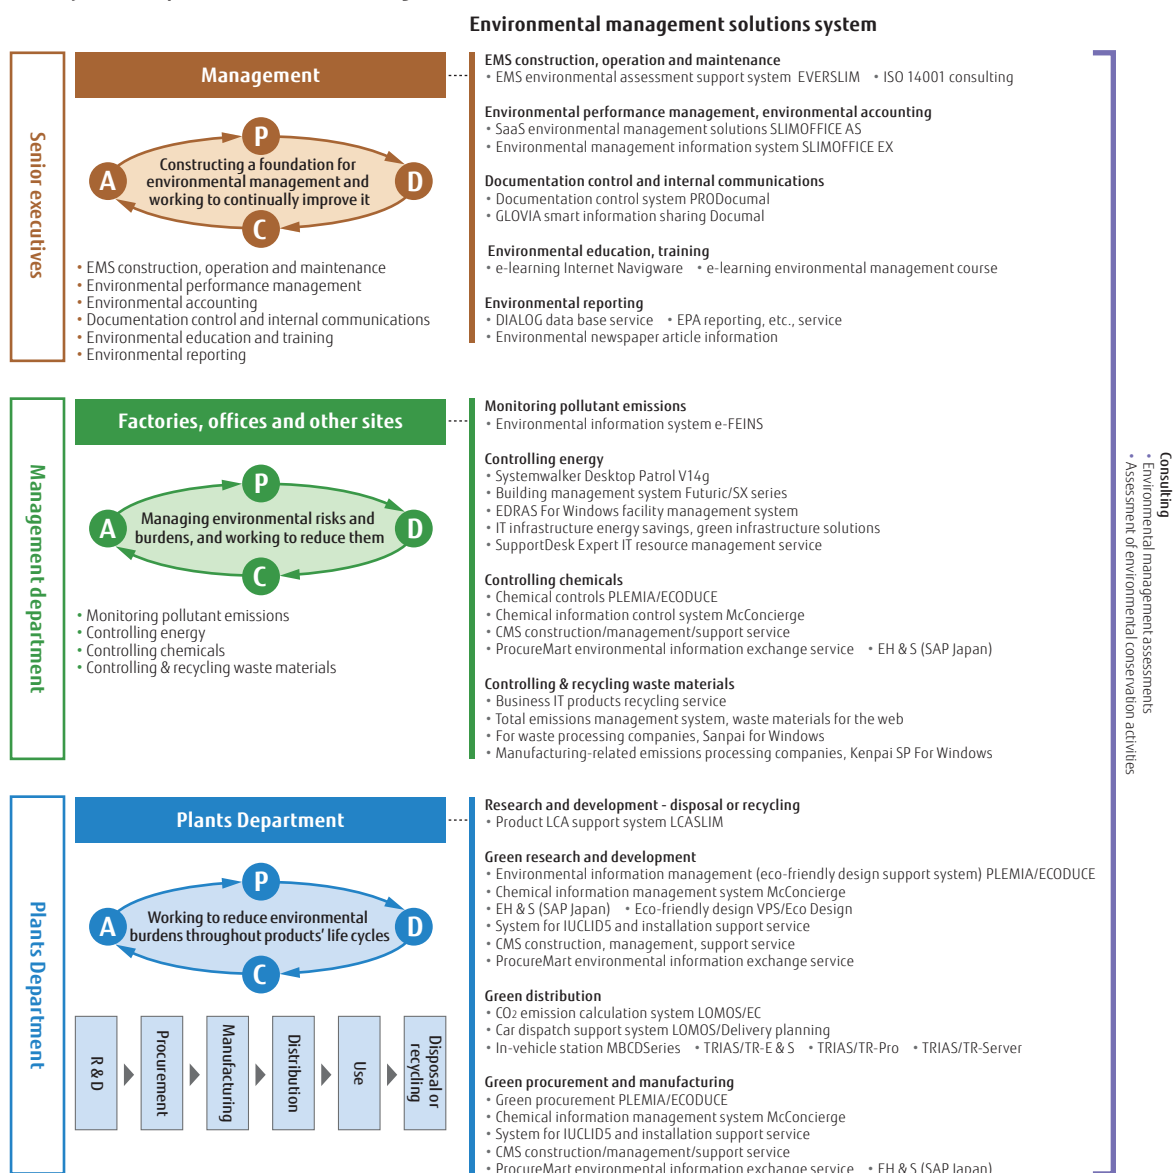 Environmental management solutions system
Senior executives
Management
P
A
D
C
Constructing a foundation for
environmental management and
working to continually improve it
• EMS construction, operation and maintenance
• Environmental performance management
• Environmental accounting
• Documentation control and internal communications
• Environmental education and training
• Environmental reporting
EMS construction, operation and maintenance
• EMS environmental assessment support system EVERSLIM • ISO 14001 consulting
Environmental performance management, environmental accounting
• SaaS environmental management solutions SLIMOFFICE AS
• Environmental management information system SLIMOFFICE EX
Documentation control and internal communications
• Documentation control system PRODocumal
• GLOVIA smart information sharing Documal
Environmental education, training
• e-learning Internet Navigware • e-learning environmental management course
Environmental reporting
• DIALOG data base service • EPA reporting, etc., service
• Environmental newspaper article information
Management department
Factories, offices and other sites
P
A
D
C
Managing environmental risks and
burdens, and working to reduce them
• Monitoring pollutant emissions
• Controlling energy
• Controlling chemicals
• Controlling & recycling waste materials
Monitoring pollutant emissions
• Environmental information system e-FEINS
Controlling energy
• Systemwalker Desktop Patrol V14g
• Building management system Futuric/SX series
• EDRAS For Windows facility management system
• IT infrastructure energy savings, green infrastructure solutions
• SupportDesk Expert IT resource management service
Controlling chemicals
• Chemical controls PLEMIA/ECODUCE
• Chemical information control system McConcierge
• CMS construction/management/support service
• ProcureMart environmental information exchange service • EH & S (SAP Japan)
Controlling & recycling waste materials
• Business IT products recycling service
• Total emissions management system, waste materials for the web
• For waste processing companies, Sanpai for Windows
• Manufacturing-related emissions processing companies, Kenpai SP For Windows
Plants Department
Plants Department
P
A
D
C
Working to reduce environmental
burdens throughout products' life cycles
R & D
Procurement
Manufacturing
Distribution
Use
Disposal or
recycling
Research and development - disposal or recycling
• Product LCA support system LCASLIM
Green research and development
• Environmental information management (eco-friendly design support system) PLEMIA/ECODUCE
• Chemical information management system McConcierge
• EH & S (SAP Japan) • Eco-friendly design VPS/Eco Design
• System for IUCLID5 and installation support service
• CMS construction, management, support service
• ProcureMart environmental information exchange service
Green distribution
• CO2 emission calculation system LOMOS/EC
• Car dispatch support system LOMOS/Delivery planning
• In-vehicle station MBCDSeries • TRIAS/TR-E & S • TRIAS/TR-Pro • TRIAS/TR-Server
Green procurement and manufacturing
• Green procurement PLEMIA/ECODUCE
• Chemical information management system McConcierge
• System for IUCLID5 and installation support service
• CMS construction/management/support service
• ProcureMart environmental information exchange service • EH & S (SAP Japan)
Consulting
• Environmental management assessments
• Assessment of environmental conservation activities